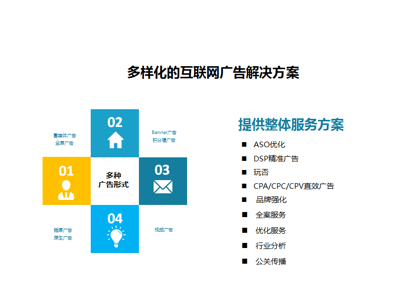 多样化的互联网广告解决方案
提供整体服务方案
02
富媒体广告
全屏广告
Banner广告
积分墙广告
01
多种
广告形式
03
04
插屏广告
原生广告
视频广告
ASO优化
DSP精准广告
玩否
CPA/CPC/CPV直效广告
品牌强化
全案服务
优化服务
行业分析
公关传播